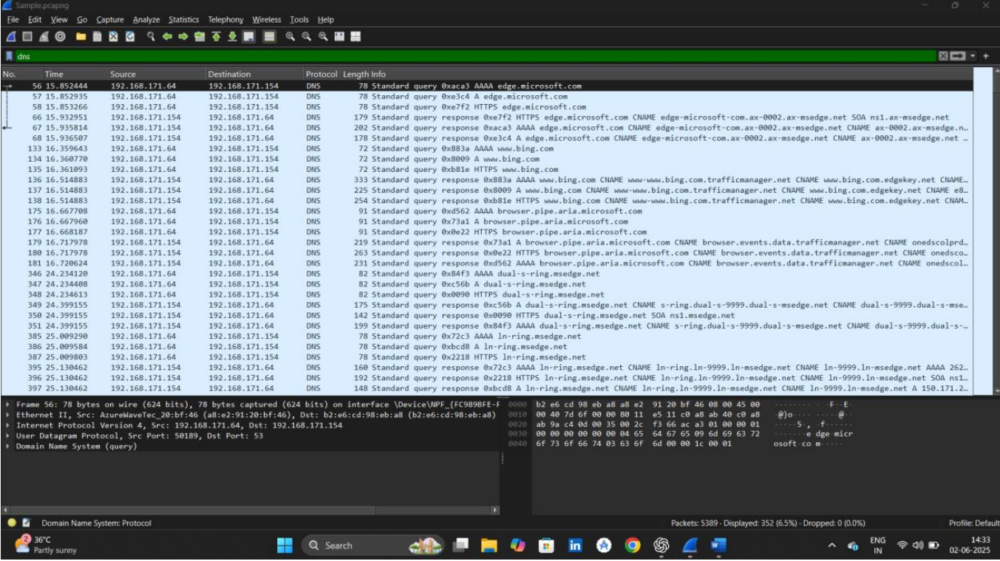 Sample.pcapng
File Edit View Go Capture Analyze Statistics Telephony Wireless Tools Help
dns
No. Time Source Destination Protocol Length Info
56 15.852444 192.168.171.64 192.168.171.154 DNS 78 Standard query 0xaca3 AAAA edge.microsoft.com
57 15.852935 192.168.171.64 192.168.171.154 DNS 78 Standard query 0xe3c4 A edge.microsoft.com
58 15.853266 192.168.171.64 192.168.171.154 DNS 78 Standard query 0xe7f2 HTTPS edge.microsoft.com
66 15.932951 192.168.171.154 192.168.171.64 DNS 179 Standard query response 0xe7f2 HTTPS edge.microsoft.com CNAME edge-microsoft-com.ax-0002.ax-msedge.net SOA ns1.ax-msedge.net
67 15.935814 192.168.171.154 192.168.171.64 DNS 202 Standard query response 0xaca3 AAAA edge.microsoft.com CNAME edge-microsoft-com.ax-0002.ax-msedge.net CNAME ax-0002.ax-msedge.n…
68 15.936507 192.168.171.154 192.168.171.64 DNS 178 Standard query response 0xe3c4 A edge.microsoft.com CNAME edge-microsoft-com.ax-0002.ax-msedge.net CNAME ax-0002.ax-msedge.net …
133 16.359643 192.168.171.64 192.168.171.154 DNS 72 Standard query 0x883a AAAA www.bing.com
134 16.360770 192.168.171.64 192.168.171.154 DNS 72 Standard query 0x8009 A www.bing.com
135 16.361093 192.168.171.64 192.168.171.154 DNS 72 Standard query 0xb81e HTTPS www.bing.com
136 16.514883 192.168.171.154 192.168.171.64 DNS 333 Standard query response 0x883a AAAA www.bing.com CNAME www-www.bing.com.trafficmanager.net CNAME www.bing.com.edgekey.net CNAME…
137 16.514883 192.168.171.154 192.168.171.64 DNS 225 Standard query response 0x8009 A www.bing.com CNAME www-www.bing.com.trafficmanager.net CNAME www.bing.com.edgekey.net CNAME e8…
138 16.514883 192.168.171.154 192.168.171.64 DNS 254 Standard query response 0xb81e HTTPS www.bing.com CNAME www-www.bing.com.trafficmanager.net CNAME www.bing.com.edgekey.net CNAM…
175 16.667708 192.168.171.64 192.168.171.154 DNS 91 Standard query 0xd562 AAAA browser.pipe.aria.microsoft.com
176 16.667960 192.168.171.64 192.168.171.154 DNS 91 Standard query 0x73a1 A browser.pipe.aria.microsoft.com
177 16.668187 192.168.171.64 192.168.171.154 DNS 91 Standard query 0x0e22 HTTPS browser.pipe.aria.microsoft.com
179 16.717978 192.168.171.154 192.168.171.64 DNS 219 Standard query response 0x73a1 A browser.pipe.aria.microsoft.com CNAME browser.events.data.trafficmanager.net CNAME onedscolprd…
180 16.717978 192.168.171.154 192.168.171.64 DNS 263 Standard query response 0x0e22 HTTPS browser.pipe.aria.microsoft.com CNAME browser.events.data.trafficmanager.net CNAME onedsco…
181 16.720624 192.168.171.154 192.168.171.64 DNS 231 Standard query response 0xd562 AAAA browser.pipe.aria.microsoft.com CNAME browser.events.data.trafficmanager.net CNAME onedscol…
346 24.234120 192.168.171.64 192.168.171.154 DNS 82 Standard query 0x84f3 AAAA dual-s-ring.msedge.net
347 24.234408 192.168.171.64 192.168.171.154 DNS 82 Standard query 0xc56b A dual-s-ring.msedge.net
348 24.234613 192.168.171.64 192.168.171.154 DNS 82 Standard query 0x0090 HTTPS dual-s-ring.msedge.net
349 24.399155 192.168.171.154 192.168.171.64 DNS 175 Standard query response 0xc56b A dual-s-ring.msedge.net CNAME s-ring.dual-s-9999.dual-s-msedge.net CNAME dual-s-9999.dual-s-mse…
350 24.399155 192.168.171.154 192.168.171.64 DNS 142 Standard query response 0x0090 HTTPS dual-s-ring.msedge.net SOA ns1.msedge.net
351 24.399155 192.168.171.154 192.168.171.64 DNS 199 Standard query response 0x84f3 AAAA dual-s-ring.msedge.net CNAME s-ring.dual-s-9999.dual-s-msedge.net CNAME dual-s-9999.dual-s-…
385 25.009290 192.168.171.64 192.168.171.154 DNS 78 Standard query 0x72c3 AAAA ln-ring.msedge.net
386 25.009584 192.168.171.64 192.168.171.154 DNS 78 Standard query 0xbcd8 A ln-ring.msedge.net
387 25.009803 192.168.171.64 192.168.171.154 DNS 78 Standard query 0x2218 HTTPS ln-ring.msedge.net
395 25.130462 192.168.171.154 192.168.171.64 DNS 160 Standard query response 0x72c3 AAAA ln-ring.msedge.net CNAME ln-ring.ln-9999.ln-msedge.net CNAME ln-9999.ln-msedge.net AAAA 262…
396 25.130462 192.168.171.154 192.168.171.64 DNS 192 Standard query response 0x2218 HTTPS ln-ring.msedge.net CNAME ln-ring.ln-9999.ln-msedge.net CNAME ln-9999.ln-msedge.net SOA ns1…
397 25.130462 192.168.171.154 192.168.171.64 DNS 148 Standard query response 0xbcd8 A ln-ring.msedge.net CNAME ln-ring.ln-9999.ln-msedge.net CNAME ln-9999.ln-msedge.net A 150.171.2…
Frame 56: 78 bytes on wire (624 bits), 78 bytes captured (624 bits) on interface \Device\NPF_{FC989BFE-F
Ethernet II, Src: AzureWaveTec_20:bf:46 (a8:e2:91:20:bf:46), Dst: b2:e6:cd:98:eb:a8 (b2:e6:cd:98:eb:a8)
Internet Protocol Version 4, Src: 192.168.171.64, Dst: 192.168.171.154
User Datagram Protocol, Src Port: 50189, Dst Port: 53
Domain Name System (query)
0000 b2 e6 cd 98 eb a8 a8 e2 91 20 bf 46 08 00 45 00 ········ · ·F··E·
0010 00 40 7d 6f 00 00 80 11 e5 11 c0 a8 ab 40 c0 a8 ·@}o···· ·····@··
0020 ab 9a c4 0d 00 35 00 2c f3 66 ac a3 01 00 00 01 ·····5·, ·f······
0030 00 00 00 00 00 00 04 65 64 67 65 09 6d 69 63 72 ·······e dge·micr
0040 6f 73 6f 66 74 03 63 6f 6d 00 00 1c 00 01 osoft·co m·····
Domain Name System: Protocol
Packets: 5389 · Displayed: 352 (6.5%) · Dropped: 0 (0.0%)
Profile: Default
2
36°C
Partly sunny
Search
ENG
IN
14:33
02-06-2025